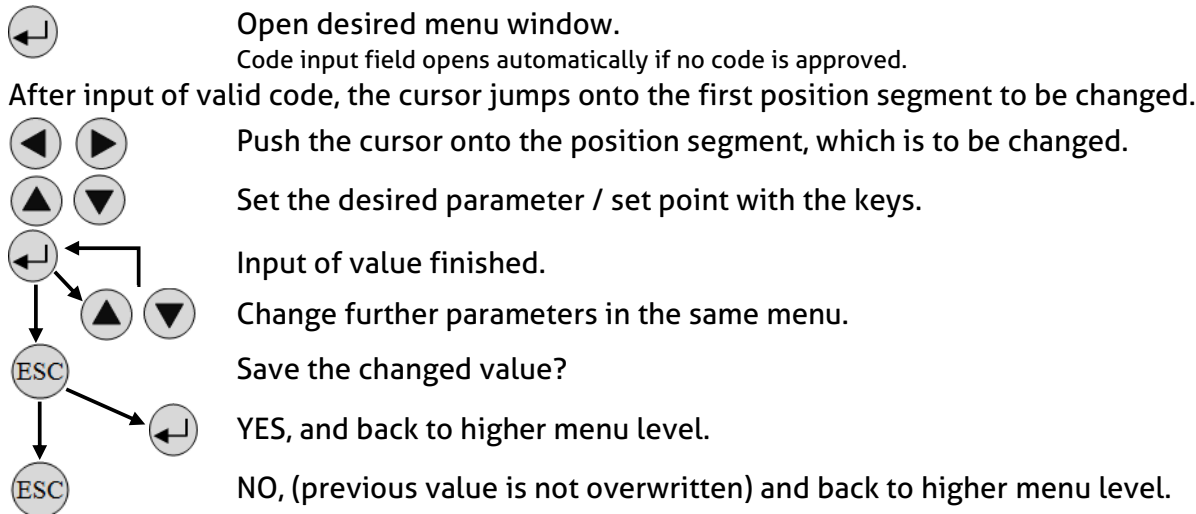 Open desired menu window.
Code input field opens automatically if no code is approved.
After input of valid code, the cursor jumps onto the first position segment to be changed.
Push the cursor onto the position segment, which is to be changed.
Set the desired parameter / set point with the keys.
Input of value finished.
Change further parameters in the same menu.
ESC Save the changed value?
YES, and back to higher menu level.
ESC NO, (previous value is not overwritten) and back to higher menu level.